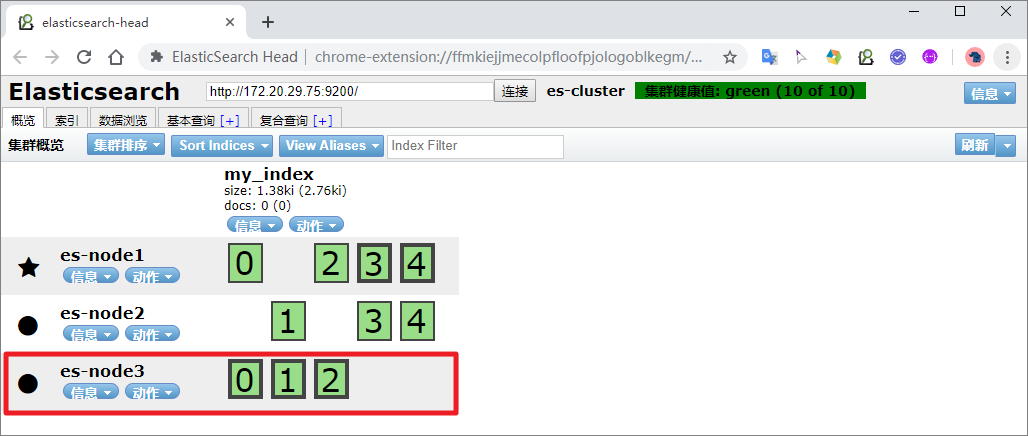 elasticsearch-head
ElasticSearch Head | chrome-extension://ffmkiejjmecolpfloofpjologoblkegm/...
Elasticsearch http://172.20.29.75:9200/ 连接 es-cluster 集群健康值: green (10 of 10) 信息
概览 索引 数据浏览 基本查询 [+] 复合查询 [+]
集群概览 集群排序 Sort Indices View Aliases Index Filter 刷新
my_index
size: 1.38ki (2.76ki)
docs: 0 (0)
信息 动作
es-node1 0 2 3 4
信息 动作
es-node2 1 3 4
信息 动作
es-node3 0 1 2
信息 动作